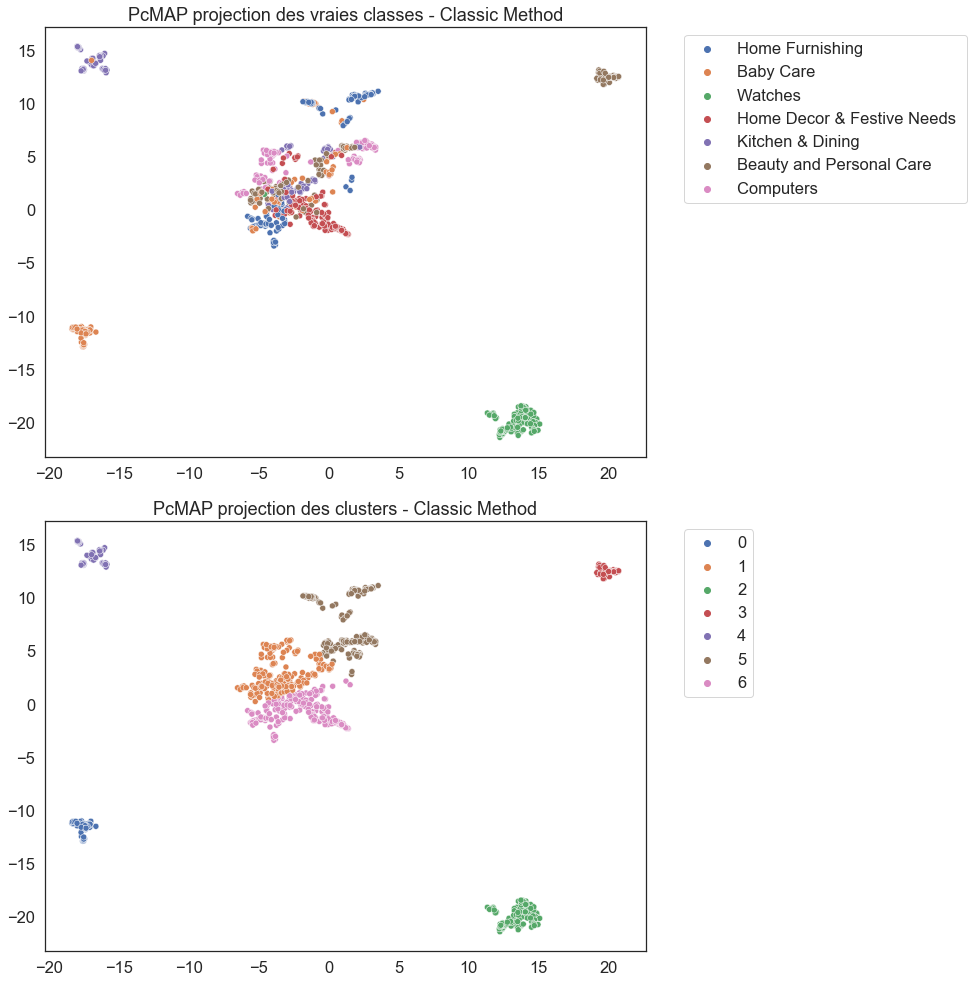 PcMAP projection des vraies classes - Classic Method
15
10
5
0
−5
−10
−15
−20
−20 −15 −10 −5 0 5 10 15 20
Home Furnishing
Baby Care
Watches
Home Decor & Festive Needs
Kitchen & Dining
Beauty and Personal Care
Computers
PcMAP projection des clusters - Classic Method
15
10
5
0
−5
−10
−15
−20
−20 −15 −10 −5 0 5 10 15 20
0
1
2
3
4
5
6